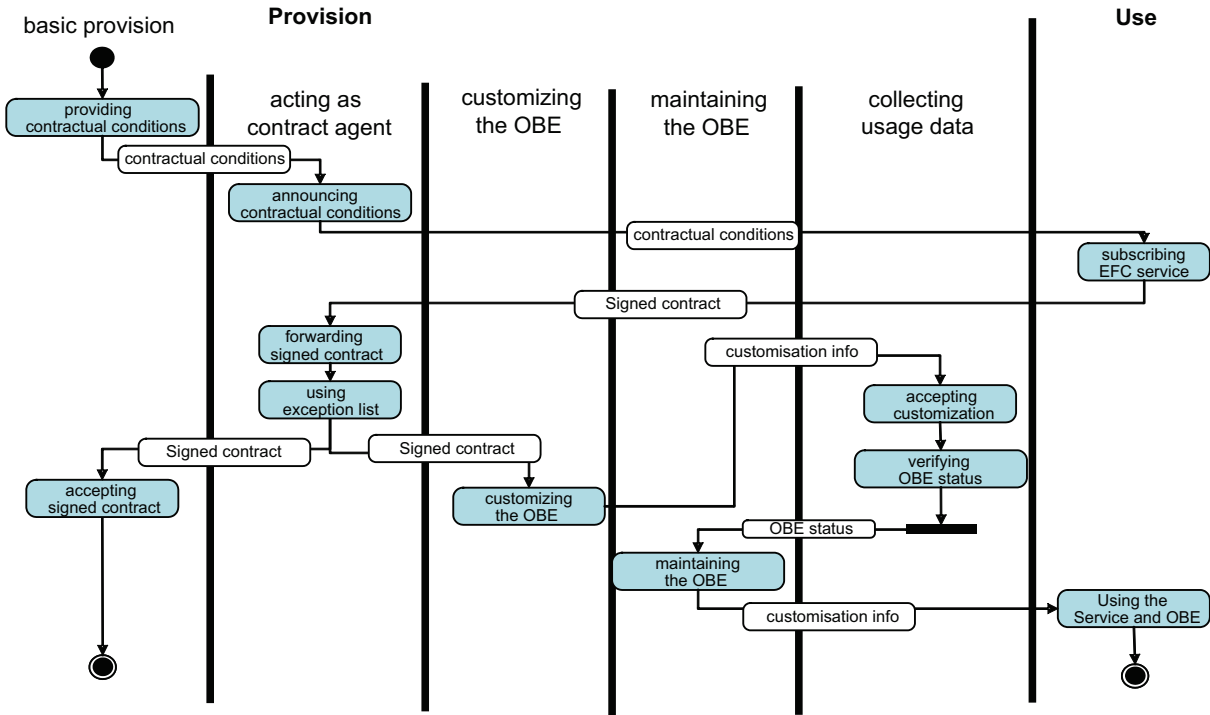 Provision
Use
basic provision
acting as
contract agent
customizing
the OBE
maintaining
the OBE
collecting
usage data
providing
contractual conditions
contractual conditions
announcing
contractual conditions
contractual conditions
subscribing
EFC service
Signed contract
forwarding
signed contract
customisation info
using
exception list
accepting
customization
Signed contract
Signed contract
verifying
OBE status
accepting
signed contract
customizing
the OBE
OBE status
maintaining
the OBE
customisation info
Using the
Service and OBE